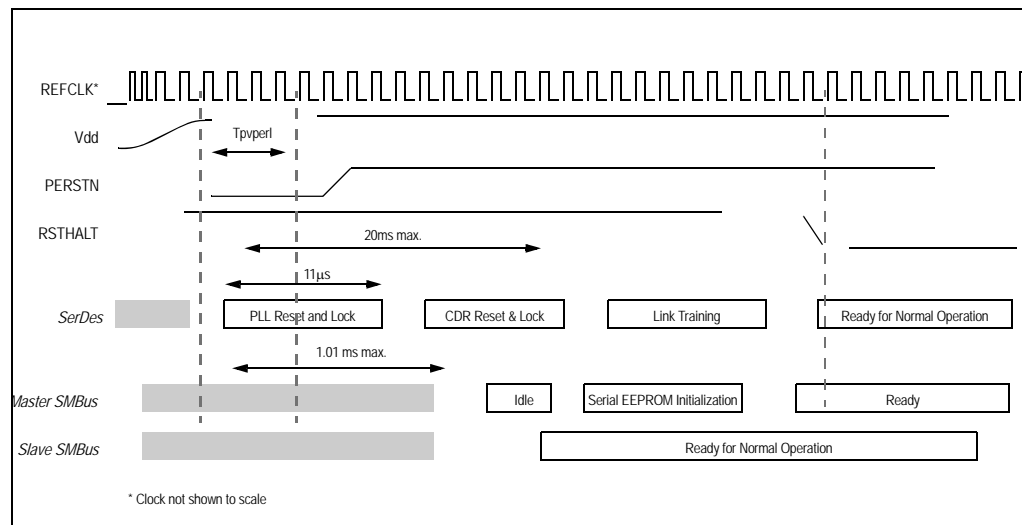 REFCLK*
Vdd
Tpvperl
PERSTN
RSTHALT
20ms max.
11μs
SerDes
PLL Reset and Lock
CDR Reset & Lock
Link Training
Ready for Normal Operation
1.01 ms max.
Master SMBus
Idle
Serial EEPROM Initialization
Ready
Slave SMBus
Ready for Normal Operation
* Clock not shown to scale